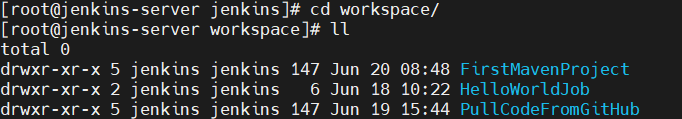 [root@jenkins-server jenkins]# cd workspace/
[root@jenkins-server workspace]# ll
total 0
drwxr-xr-x 5 jenkins jenkins 147 Jun 20 08:48 FirstMavenProject
drwxr-xr-x 2 jenkins jenkins   6 Jun 18 10:22 HelloWorldJob
drwxr-xr-x 5 jenkins jenkins 147 Jun 19 15:44 PullCodeFromGitHub